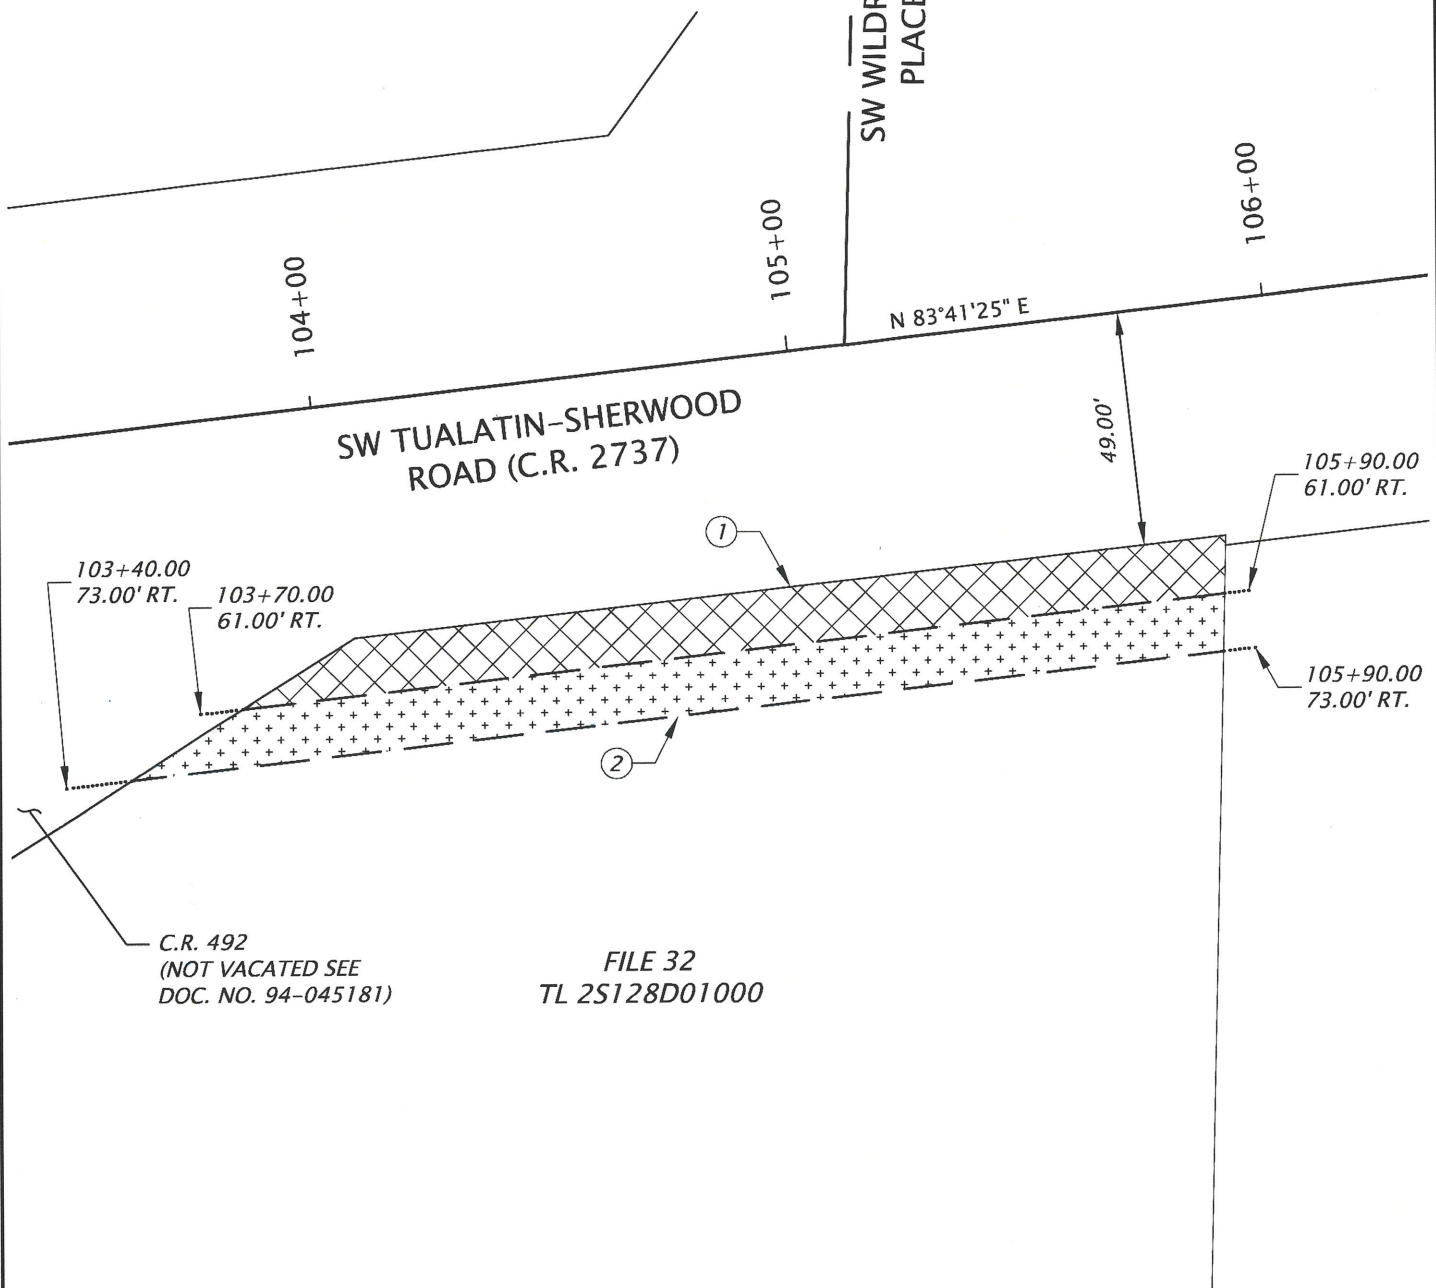 SW WILDR
PLACE
106+00
105+00
104+00
N 83°41'25" E
SW TUALATIN-SHERWOOD
ROAD (C.R. 2737)
49.00'
105+90.00
61.00' RT.
1
103+40.00
73.00' RT.
103+70.00
61.00' RT.
105+90.00
73.00' RT.
2
C.R. 492
(NOT VACATED SEE
DOC. NO. 94-045181)
FILE 32
TL 2S128D01000